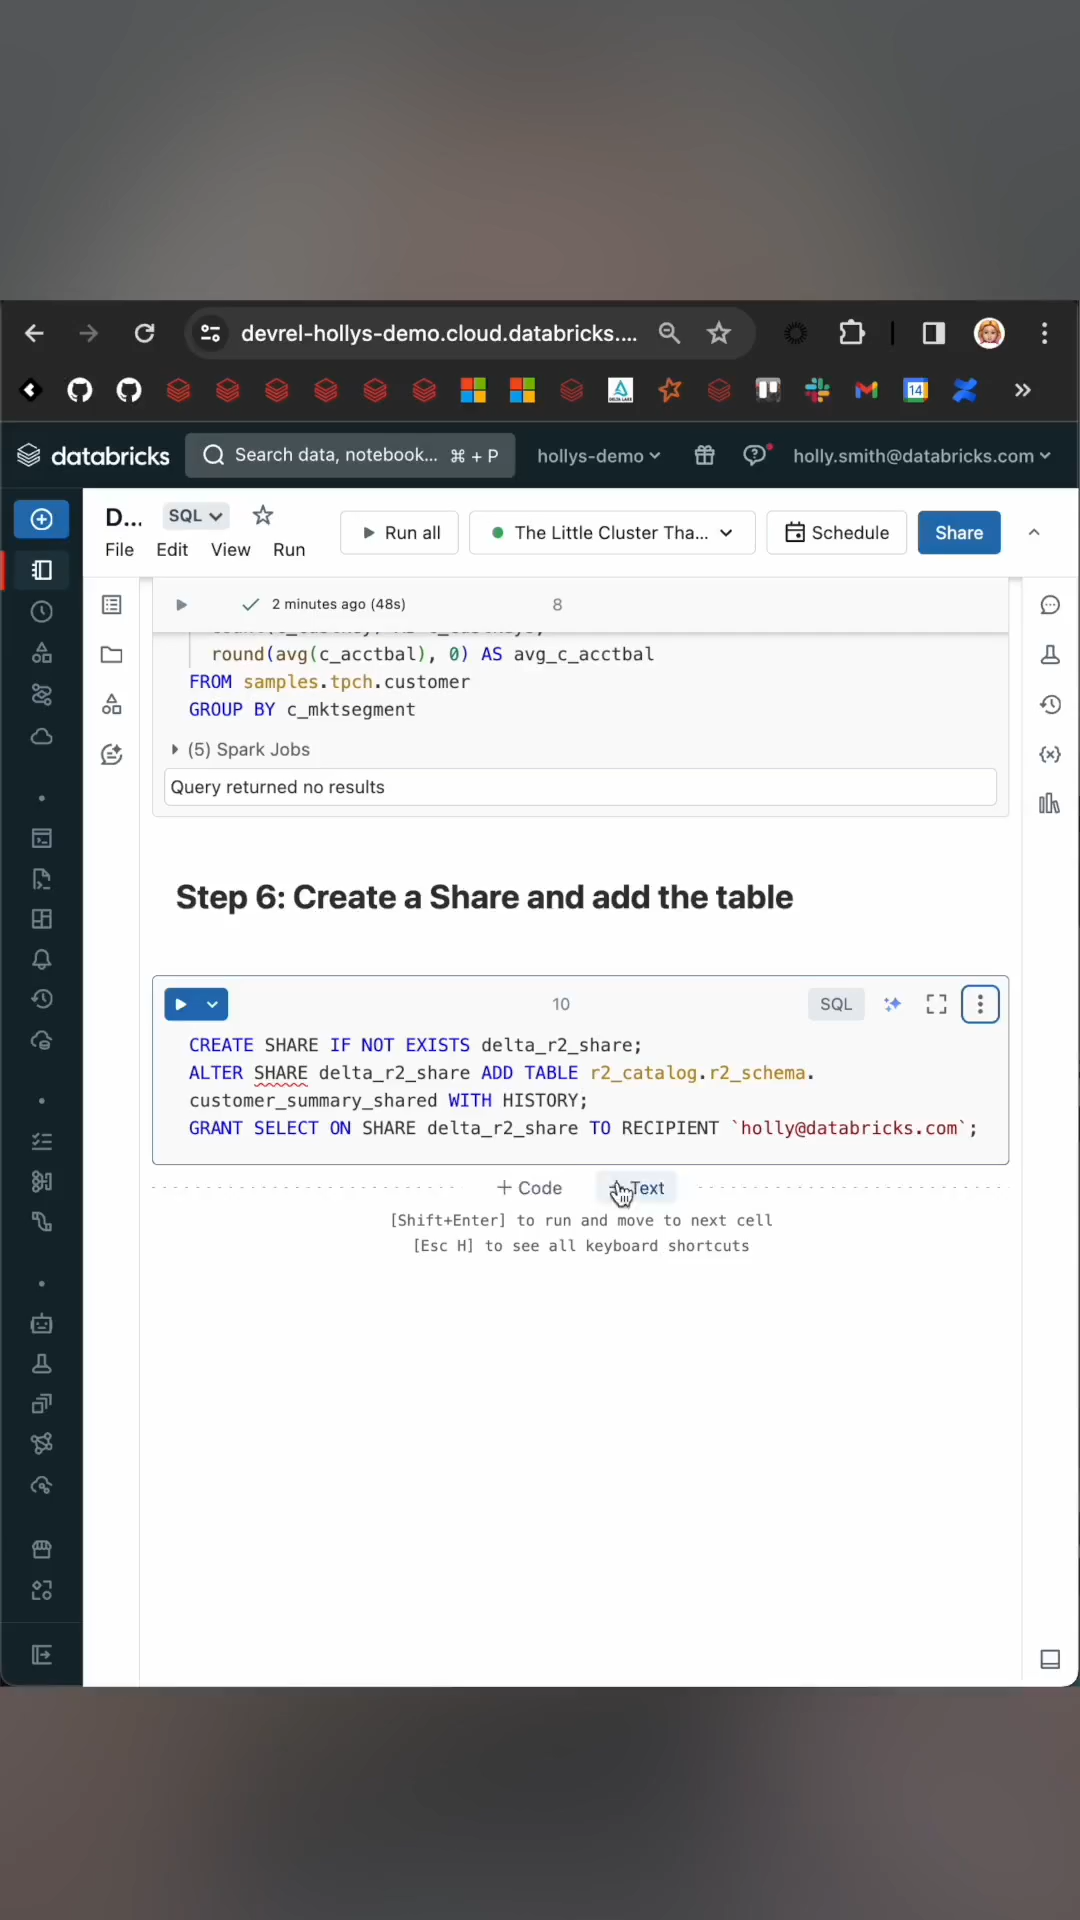 devrel-hollys-demo.cloud.databricks....
14
databricks
Search data, notebook... ⌘ + P
hollys-demo
holly.smith@databricks.com
D...
SQL
Run all
The Little Cluster Tha...
Schedule
Share
File Edit View Run
2 minutes ago (48s)
8
round(avg(c_acctbal), 0) AS avg_c_acctbal
FROM samples.tpch.customer
GROUP BY c_mktsegment
(5) Spark Jobs
Query returned no results
Step 6: Create a Share and add the table
10
SQL
CREATE SHARE IF NOT EXISTS delta_r2_share;
ALTER SHARE delta_r2_share ADD TABLE r2_catalog.r2_schema.
customer_summary_shared WITH HISTORY;
GRANT SELECT ON SHARE delta_r2_share TO RECIPIENT `holly@databricks.com`;
+ Code
Text
[Shift+Enter] to run and move to next cell
[Esc H] to see all keyboard shortcuts